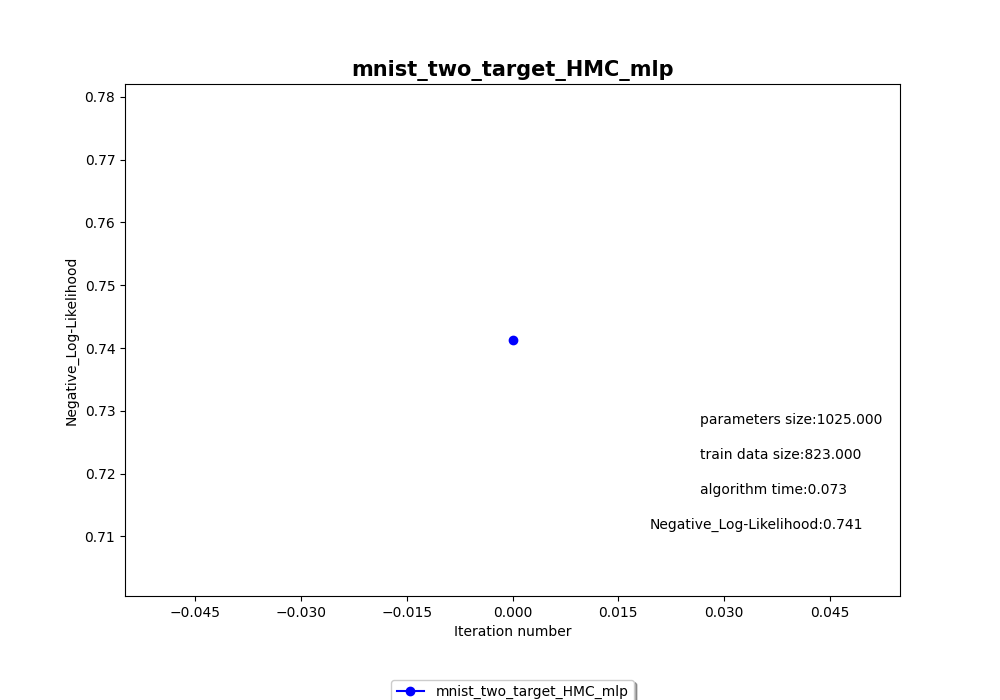 mnist_two_target_HMC_mlp
0.78
0.77
0.76
0.75
0.74
0.73
0.72
0.71
Negative_Log-Likelihood
parameters size:1025.000
train data size:823.000
algorithm time:0.073
Negative_Log-Likelihood:0.741
−0.045 −0.030 −0.015 0.000 0.015 0.030 0.045
Iteration number
mnist_two_target_HMC_mlp